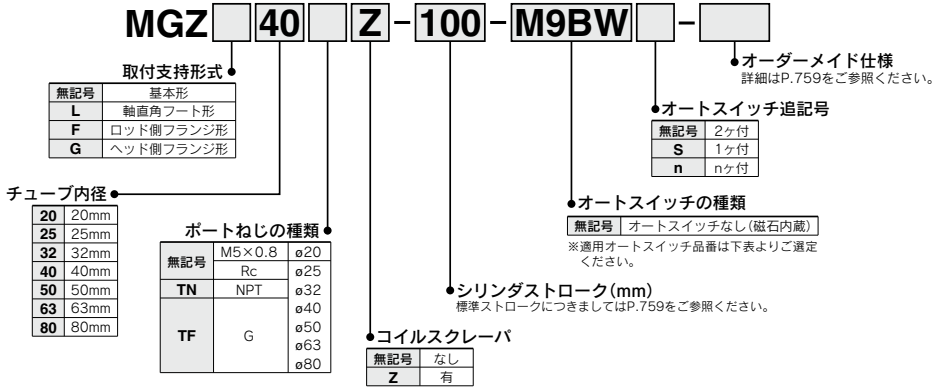 MGZ 40 Z-100-M9BW -
取付支持形式
無記号 基本形
L 軸直角フート形
F ロッド側フランジ形
G ヘッド側フランジ形
チューブ内径
20 20mm
25 25mm
32 32mm
40 40mm
50 50mm
63 63mm
80 80mm
ポートねじの種類
無記号 M5×0.8 ø20
Rc ø25
TN NPT ø32
TF G ø40
ø50
ø63
ø80
コイルスクレーパ
無記号 なし
Z 有
シリンダストローク(mm)
標準ストロークにつきましてはP.759をご参照ください。
オートスイッチの種類
無記号 オートスイッチなし(磁石内蔵)
※適用オートスイッチ品番は下表よりご選定
ください。
オートスイッチ追記号
無記号 2ヶ付
S 1ヶ付
n nヶ付
オーダーメイド仕様
詳細はP.759をご参照ください。